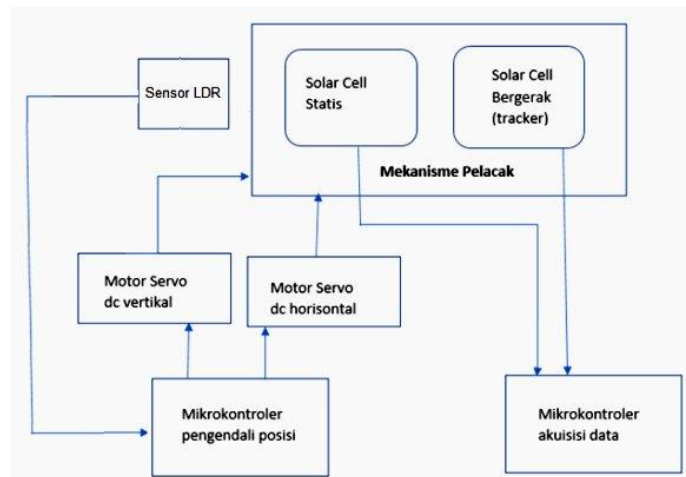 Sensor LDR
Solar Cell
Statis
Solar Cell
Bergerak
(tracker)
Mekanisme Pelacak
Motor Servo
dc vertikal
Motor Servo
dc horisontal
Mikrokontroler
pengendali posisi
Mikrokontroler
akuisisi data